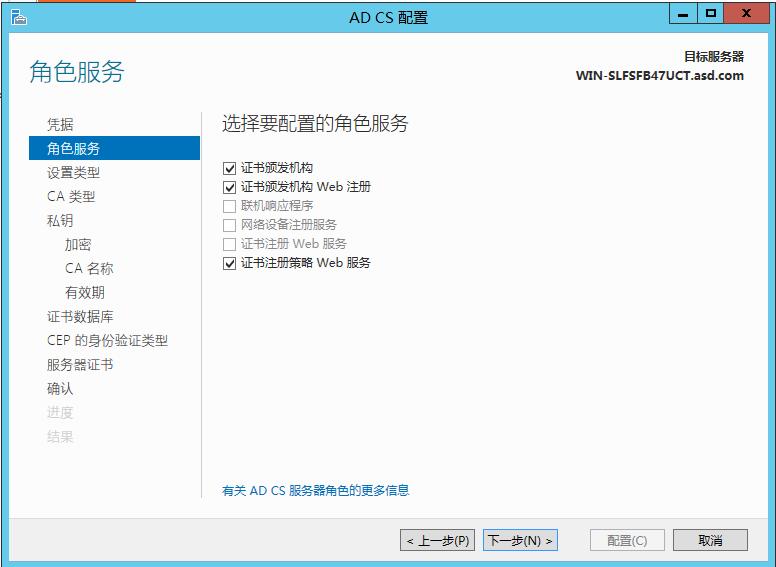 AD CS 配置
角色服务
目标服务器
WIN-SLFSFB47UCT.asd.com
凭据
角色服务
设置类型
CA 类型
私钥
加密
CA 名称
有效期
证书数据库
CEP 的身份验证类型
服务器证书
确认
进度
结果
选择要配置的角色服务
证书颁发机构
证书颁发机构 Web 注册
联机响应程序
网络设备注册服务
证书注册 Web 服务
证书注册策略 Web 服务
有关 AD CS 服务器角色的更多信息
< 上一步(P)
下一步(N) >
配置(C)
取消